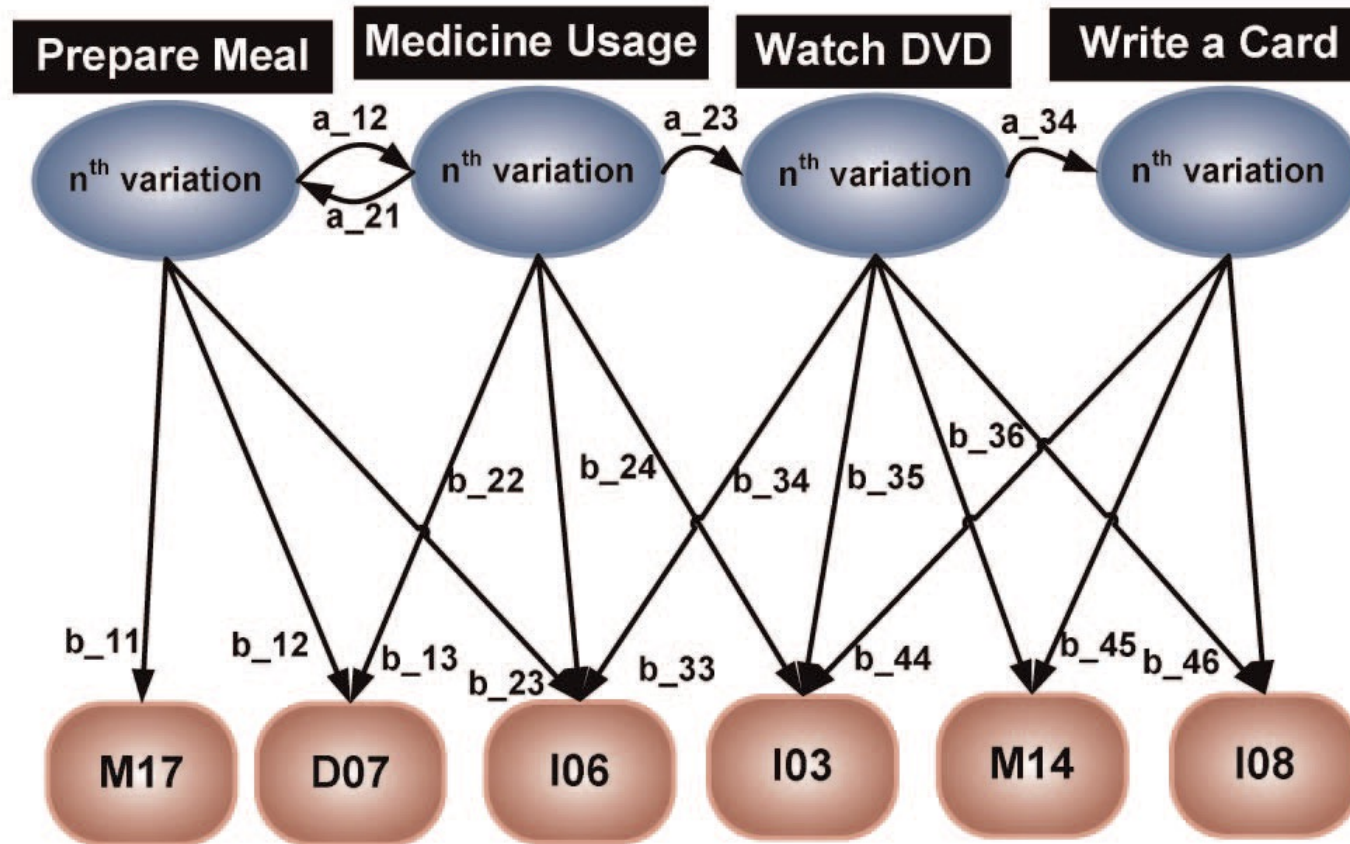 Prepare Meal
Medicine Usage
Watch DVD
Write a Card
a_12
a_23
a_34
nth variation
nth variation
nth variation
nth variation
a_21
b_36
b_22
b_24
b_34
b_35
b_11
b_12
b_13
b_23
b_33
b_44
b_45
b_46
M17
D07
I06
I03
M14
I08